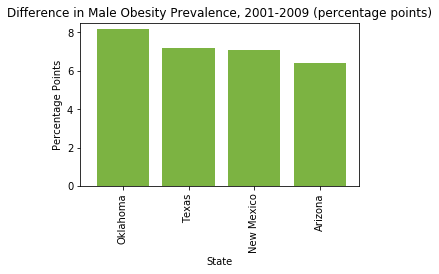 Difference in Male Obesity Prevalence, 2001-2009 (percentage points)
8
6
4
2
0
Percentage Points
Oklahoma
Texas
New Mexico
Arizona
State